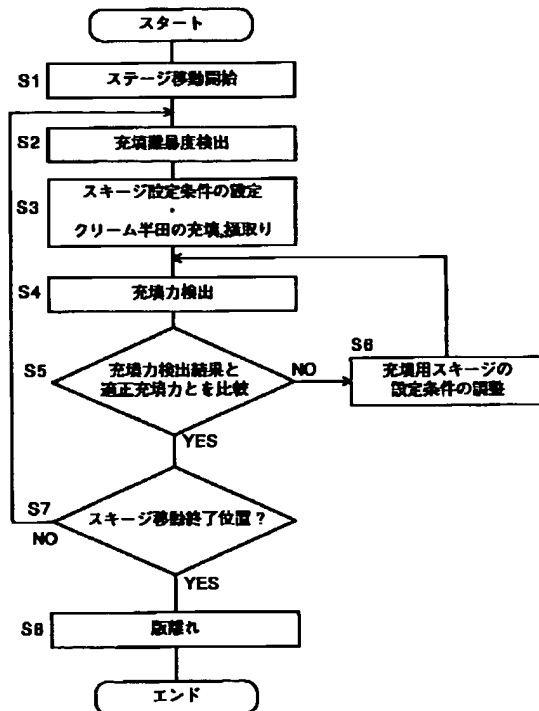 スタート
S1
ステージ移動開始
S2
充填難易度検出
S3
スキージ設定条件の設定
・
クリーム半田の充填,掻取り
S4
充填力検出
S5
充填力検出結果と
適正充填力とを比較
NO
S6
充填用スキージの
設定条件の調整
YES
S7
スキージ移動終了位置?
NO
YES
S8
版離れ
エンド